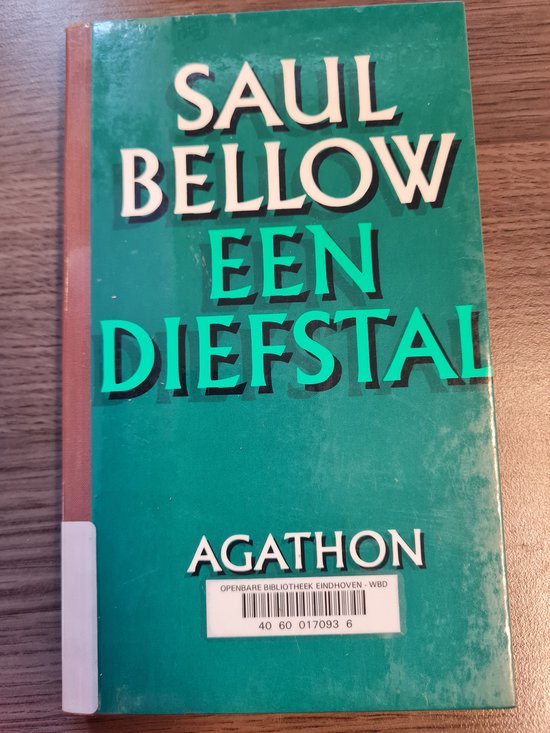 SAUL
BELLOW
EEN
DIEFSTAL
AGATHON
OPENBARE BIBLIOTHEEK EINDHOVEN - WBD
40 60 017093 6